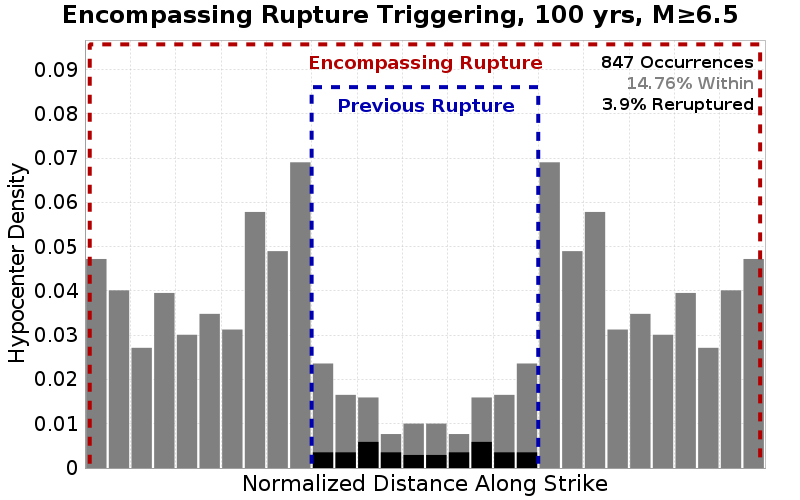 Encompassing Rupture Triggering, 100 yrs, M≥6.5
Encompassing Rupture
847 Occurrences
14.76% Within
3.9% Reruptured
Previous Rupture
Hypocenter Density
0.09
0.08
0.07
0.06
0.05
0.04
0.03
0.02
0.01
0
Normalized Distance Along Strike